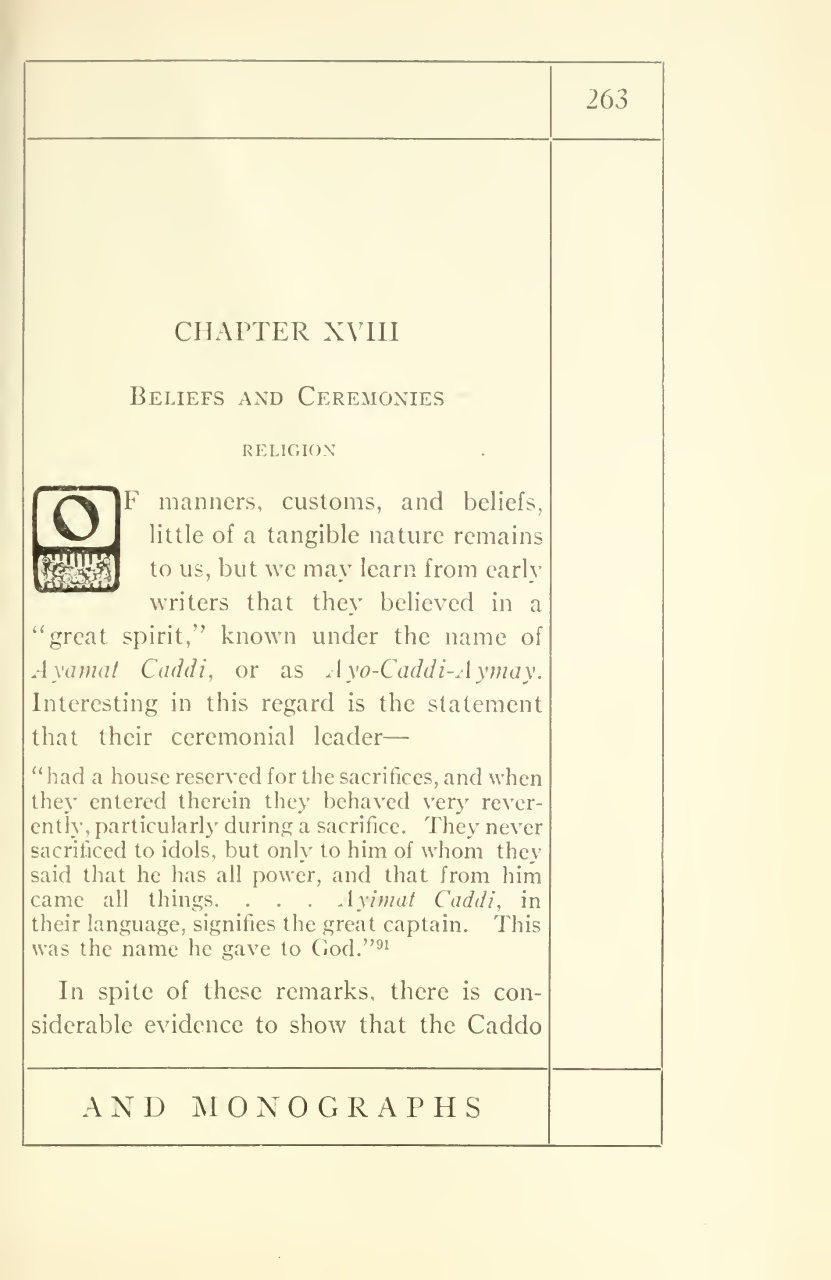 263
CHAPTER XVIII
BELIEFS AND CEREMONIES
RELIGION
OF manners, customs, and beliefs,
little of a tangible nature remains
to us, but we may learn from early
writers that they believed in a
“great spirit,” known under the name of
Ayamat Caddi, or as Ayo-Caddi-Aymay.
Interesting in this regard is the statement
that their ceremonial leader—
“had a house reserved for the sacrifices, and when
they entered therein they behaved very rever-
ently, particularly during a sacrifice. They never
sacrificed to idols, but only to him of whom they
said that he has all power, and that from him
came all things. . . . Ayimat Caddi, in
their language, signifies the great captain. This
was the name he gave to God.”91
In spite of these remarks, there is con-
siderable evidence to show that the Caddo
AND MONOGRAPHS